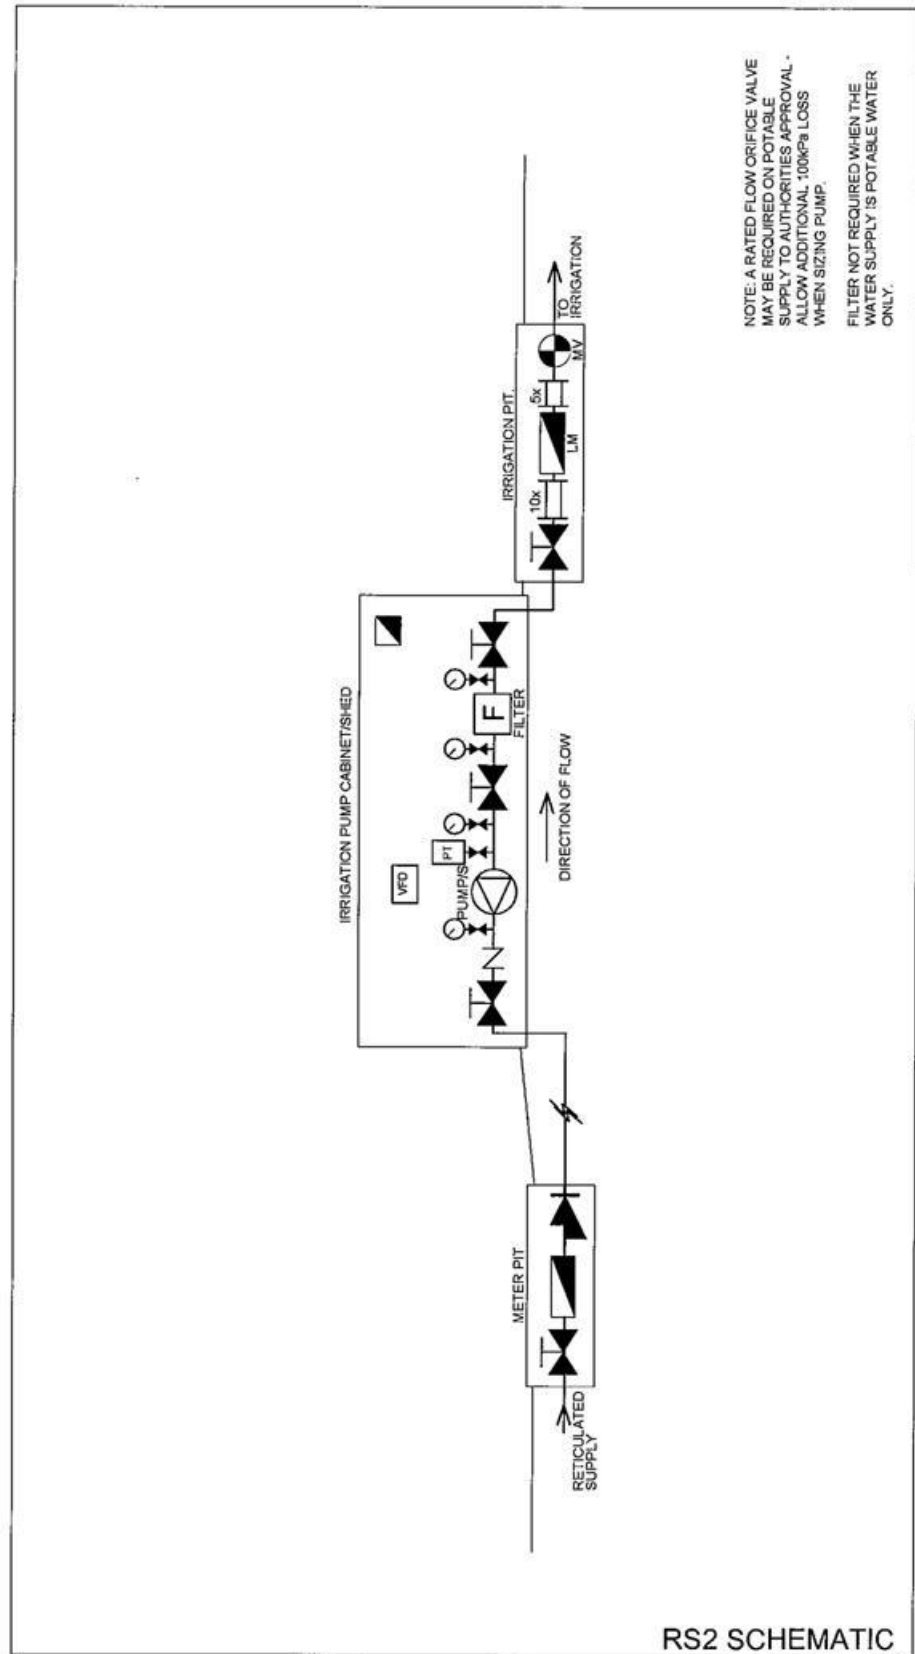 IRRIGATION PUMP CABINET/SHED
VFD
PT
PUMP/S
F
FILTER
DIRECTION OF FLOW
METER PIT
RETICULATED
SUPPLY
IRRIGATION PIT.
10x
LM
5x
MV
TO
IRRIGATION
NOTE: A RATED FLOW ORIFICE VALVE
MAY BE REQUIRED ON POTABLE
SUPPLY TO AUTHORITIES APPROVAL -
ALLOW ADDITIONAL 100kPa LOSS
WHEN SIZING PUMP.
FILTER NOT REQUIRED WHEN THE
WATER SUPPLY IS POTABLE WATER
ONLY.
RS2 SCHEMATIC